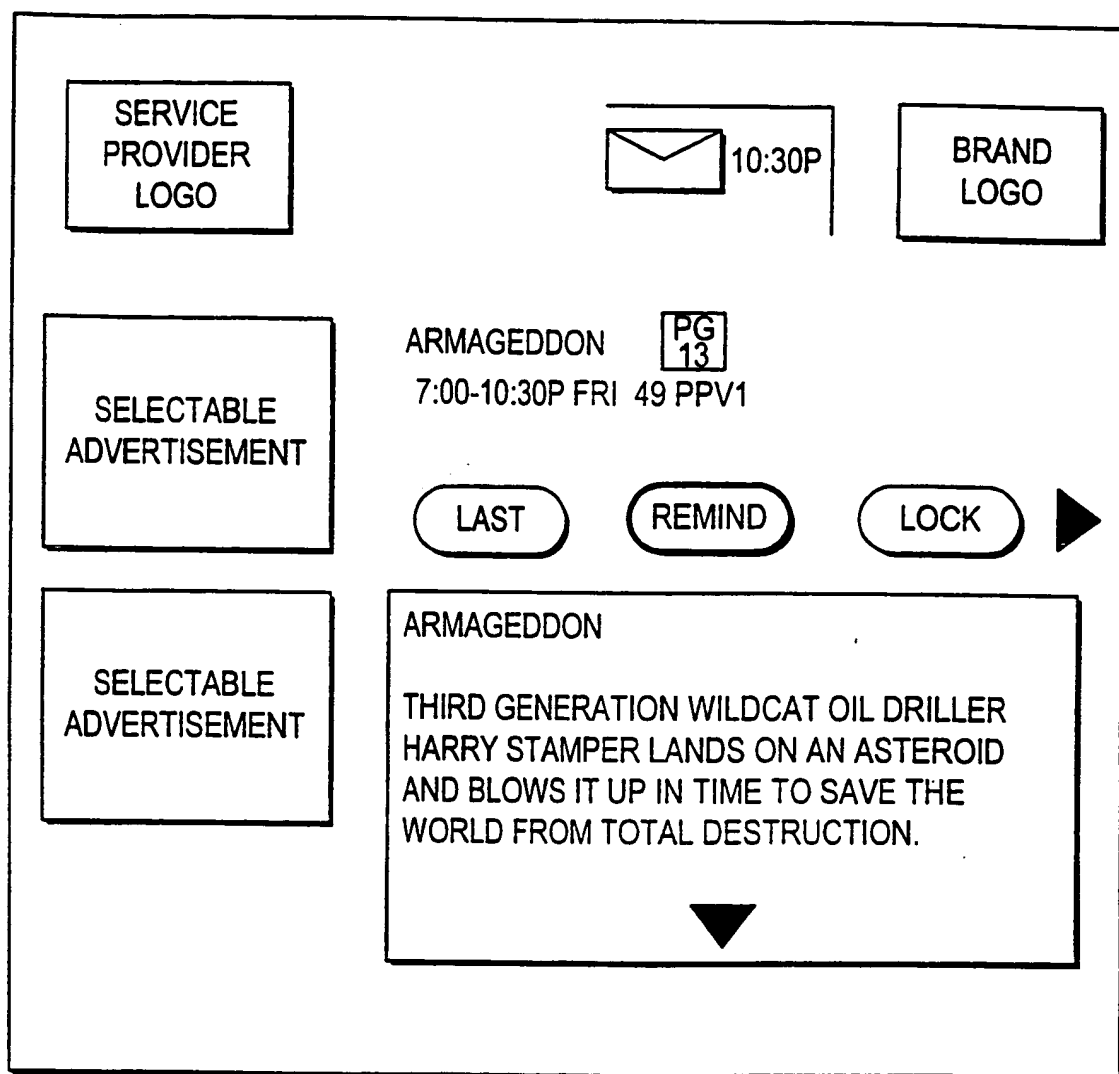 SERVICE
PROVIDER
LOGO
10:30P
BRAND
LOGO
SELECTABLE
ADVERTISEMENT
ARMAGEDDON PG
13
7:00-10:30P FRI 49 PPV1
LAST REMIND LOCK
SELECTABLE
ADVERTISEMENT
ARMAGEDDON
THIRD GENERATION WILDCAT OIL DRILLER
HARRY STAMPER LANDS ON AN ASTEROID
AND BLOWS IT UP IN TIME TO SAVE THE
WORLD FROM TOTAL DESTRUCTION.